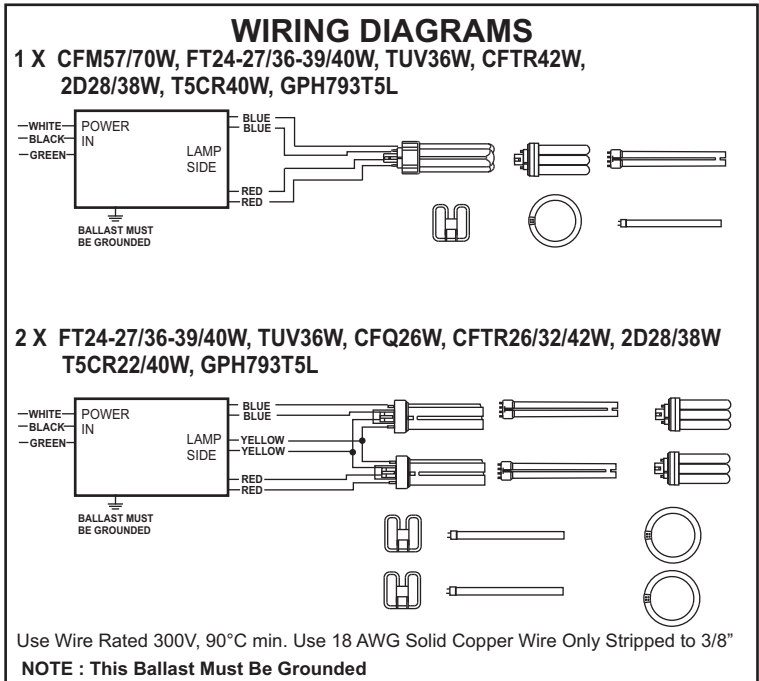 WIRING DIAGRAMS
1 X CFM57/70W, FT24-27/36-39/40W, TUV36W, CFTR42W,
2D28/38W, T5CR40W, GPH793T5L
WHITE
BLACK
GREEN
POWER
IN
LAMP
SIDE
BLUE
BLUE
RED
RED
BALLAST MUST
BE GROUNDED
2 X FT24-27/36-39/40W, TUV36W, CFQ26W, CFTR26/32/42W, 2D28/38W
T5CR22/40W, GPH793T5L
WHITE
BLACK
GREEN
POWER
IN
LAMP
SIDE
BLUE
BLUE
YELLOW
YELLOW
RED
RED
BALLAST MUST
BE GROUNDED
Use Wire Rated 300V, 90°C min. Use 18 AWG Solid Copper Wire Only Stripped to 3/8”
NOTE : This Ballast Must Be Grounded